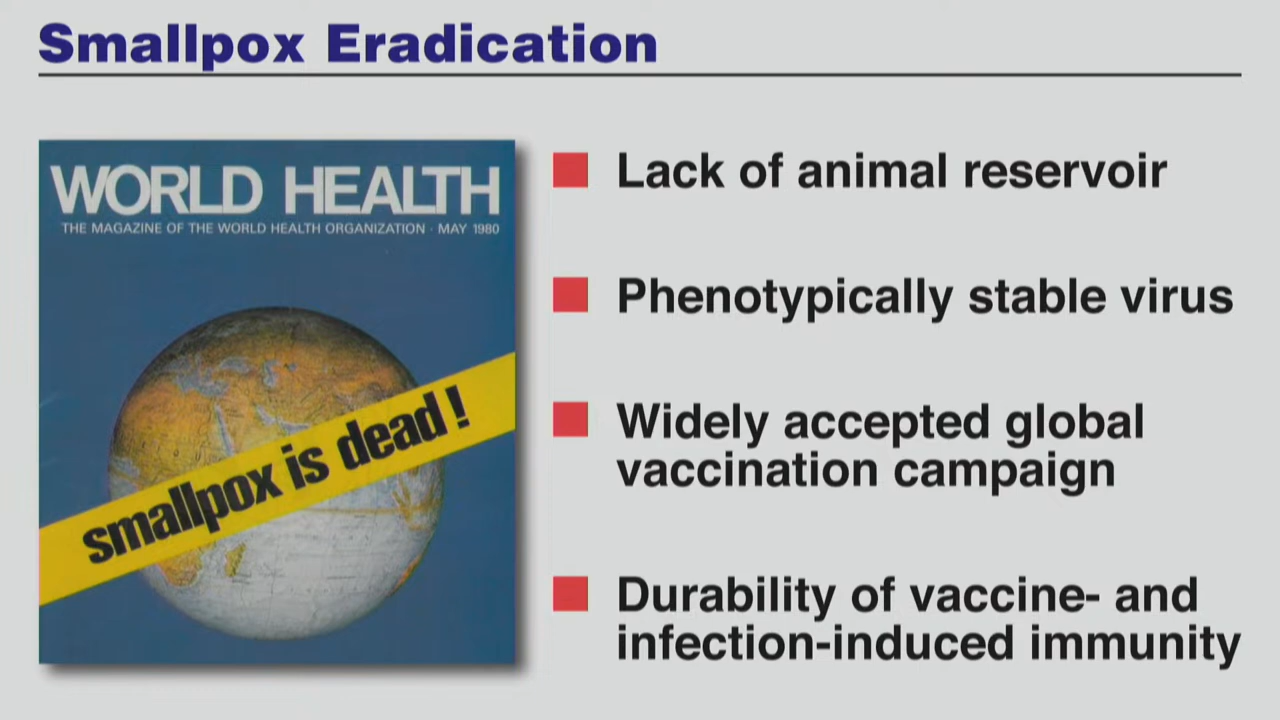 Smallpox Eradication
WORLD HEALTH
THE MAGAZINE OF THE WORLD HEALTH ORGANIZATION · MAY 1980
smallpox is dead!
Lack of animal reservoir
Phenotypically stable virus
Widely accepted global
vaccination campaign
Durability of vaccine- and
infection-induced immunity